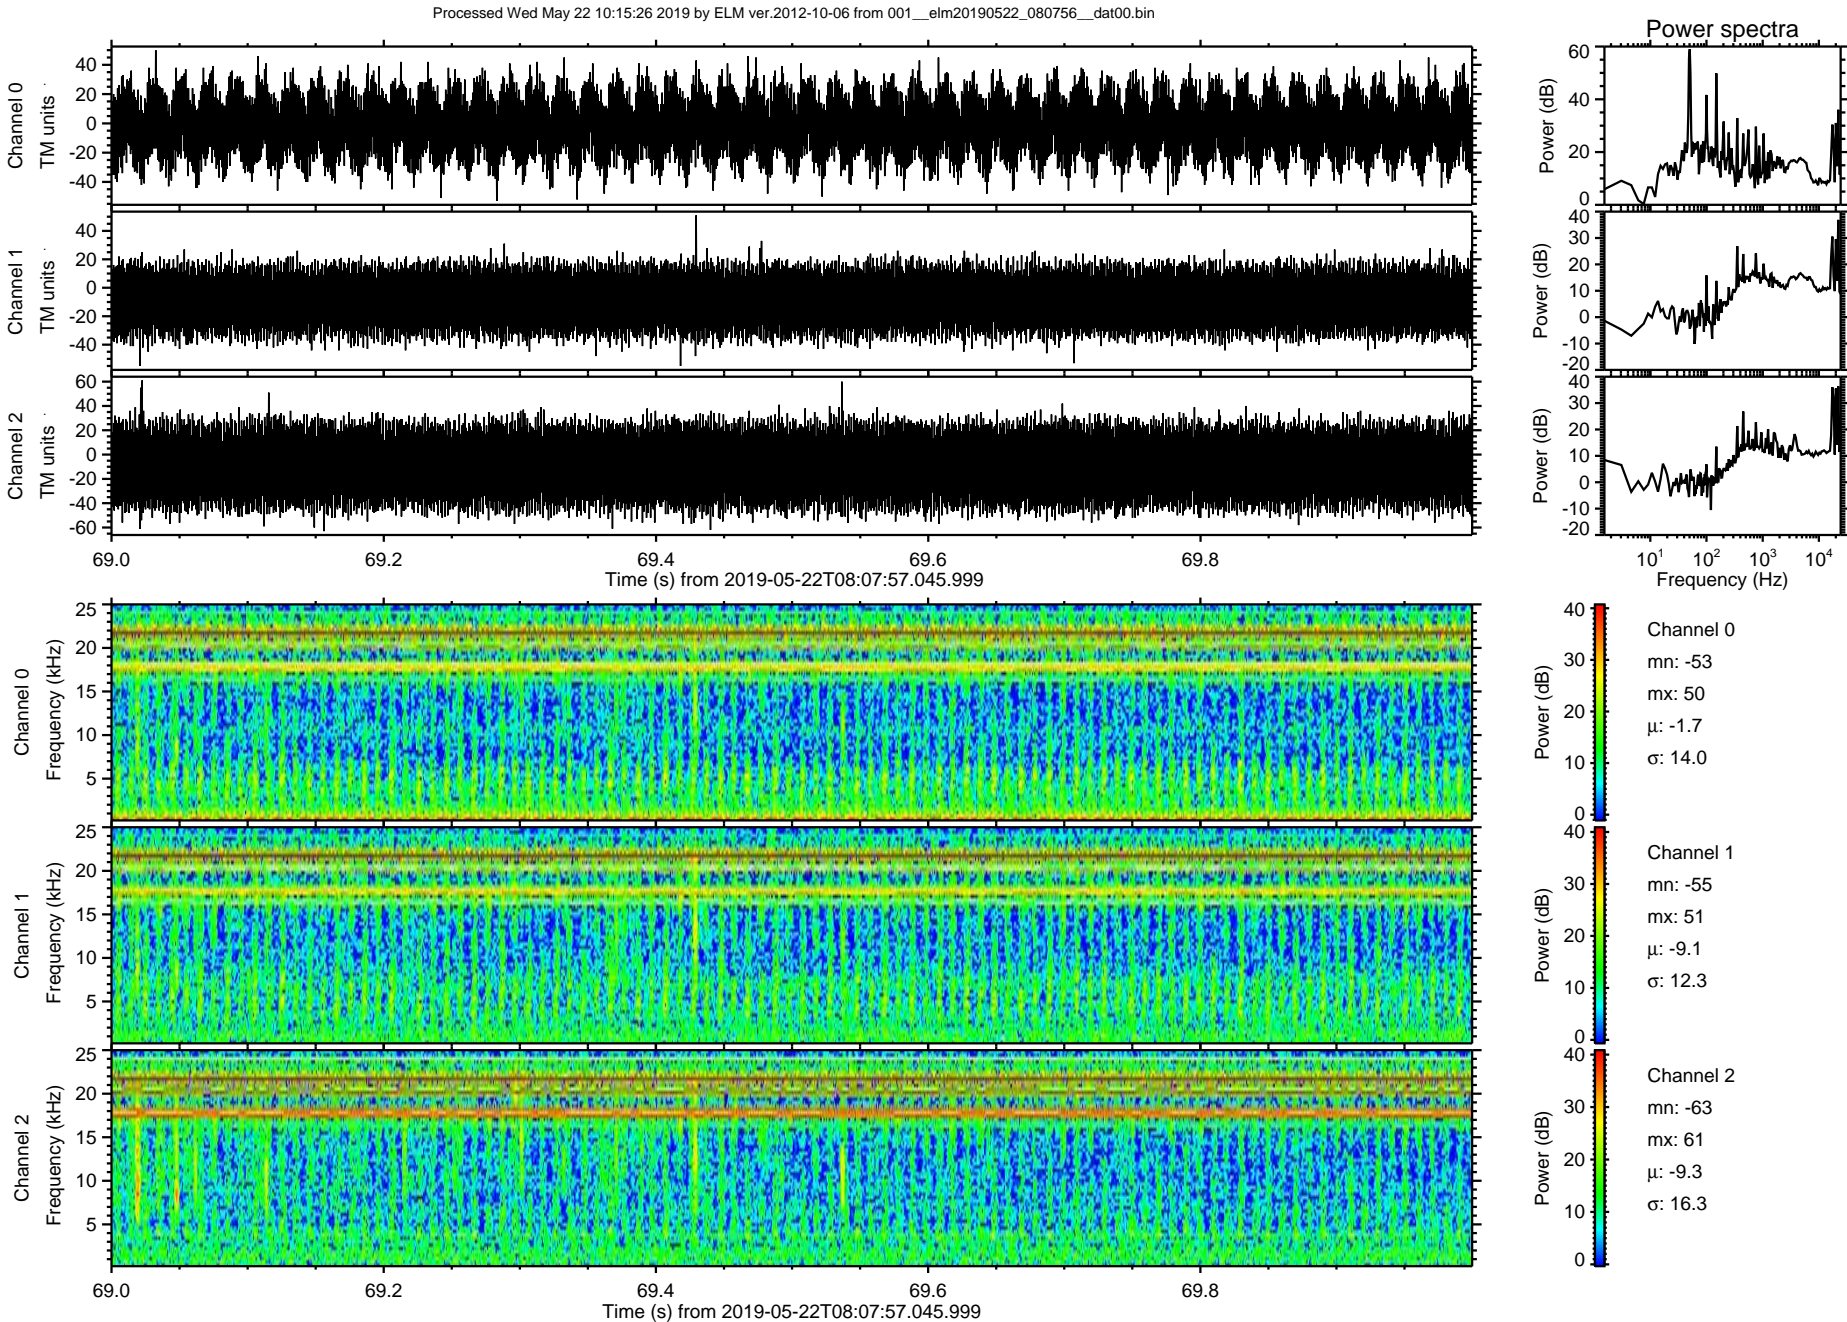 Processed Wed May 22 10:15:26 2019 by ELM ver.2012-10-06 from 001__elm20190522_080756__dat00.bin
Power spectra
Channel 0
TM units
40
20
0
-20
-40
Power (dB)
60
40
20
0
Channel 1
TM units
40
20
0
-20
-40
Power (dB)
40
30
20
10
0
-10
-20
Channel 2
TM units
60
40
20
0
-20
-40
-60
Power (dB)
40
30
20
10
0
-10
-20
69.0 69.2 69.4 69.6 69.8
Time (s) from 2019-05-22T08:07:57.045.999
10¹ 10² 10³ 10⁴
Frequency (Hz)
Channel 0
Frequency (kHz)
25
20
15
10
5
Power (dB)
40
30
20
10
0
Channel 0
mn: -53
mx: 50
μ: -1.7
σ: 14.0
Channel 1
Frequency (kHz)
25
20
15
10
5
Power (dB)
40
30
20
10
0
Channel 1
mn: -55
mx: 51
μ: -9.1
σ: 12.3
Channel 2
Frequency (kHz)
25
20
15
10
5
Power (dB)
40
30
20
10
0
Channel 2
mn: -63
mx: 61
μ: -9.3
σ: 16.3
69.0 69.2 69.4 69.6 69.8
Time (s) from 2019-05-22T08:07:57.045.999